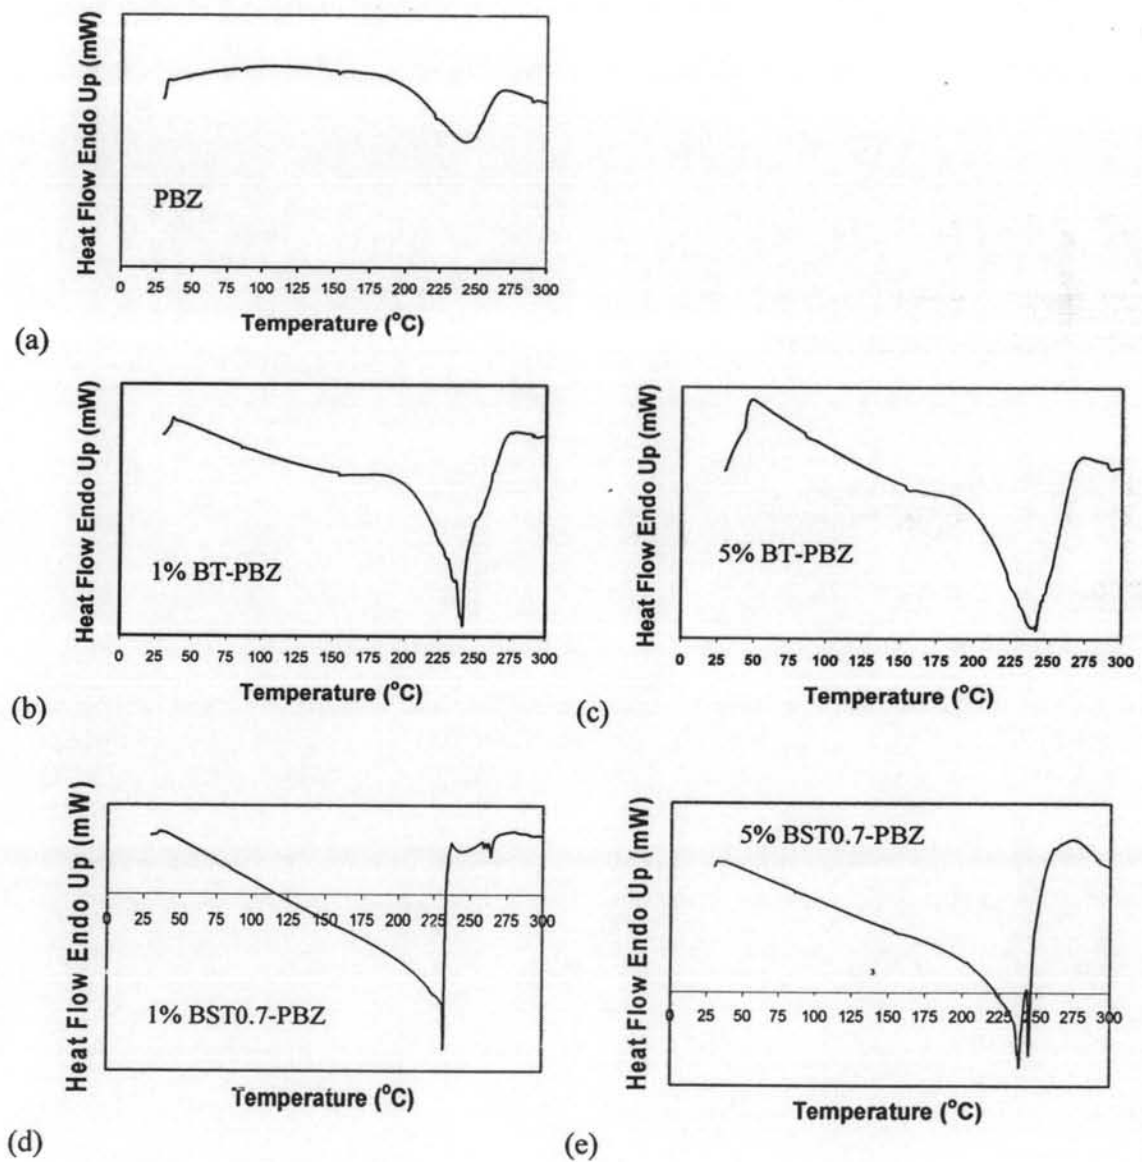 Heat Flow Endo Up (mW)
PBZ
0 25 50 75 100 125 150 175 200 225 250 275 300
Temperature (°C)
(a)
Heat Flow Endo Up (mW)
1% BT-PBZ
0 25 50 75 100 125 150 175 200 225 250 275 300
Temperature (°C)
(b)
Heat Flow Endo Up (mW)
5% BT-PBZ
0 25 50 75 100 125 150 175 200 225 250 275 300
Temperature (°C)
(c)
Heat Flow Endo Up (mW)
0 25 50 75 100 125 150 175 200 225 250 275 300
1% BST0.7-PBZ
Temperature (°C)
(d)
Heat Flow Endo Up (mW)
5% BST0.7-PBZ
0 25 50 75 100 125 150 175 200 225 250 275 300
Temperature (°C)
(e)